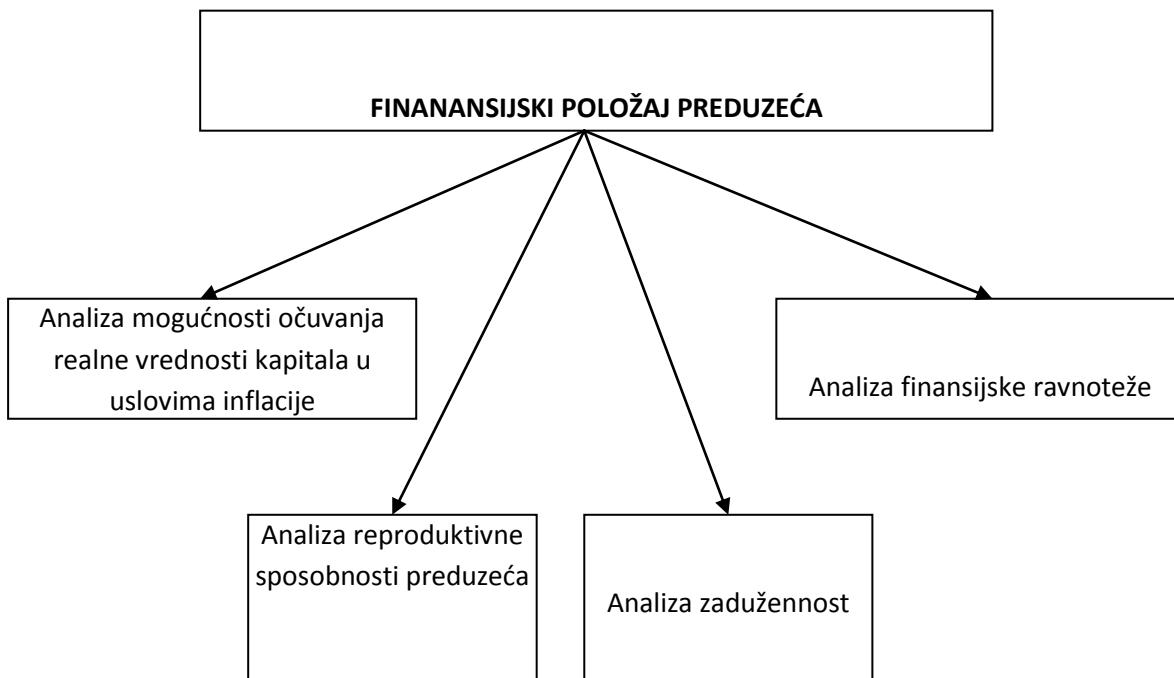 FINANANSIJSKI POLOŽAJ PREDUZEĆA
Analiza mogućnosti očuvanja
realne vrednosti kapitala u
uslovima inflacije
Analiza finansijske ravnoteže
Analiza reproduktivne
sposobnosti preduzeća
Analiza zadužennost